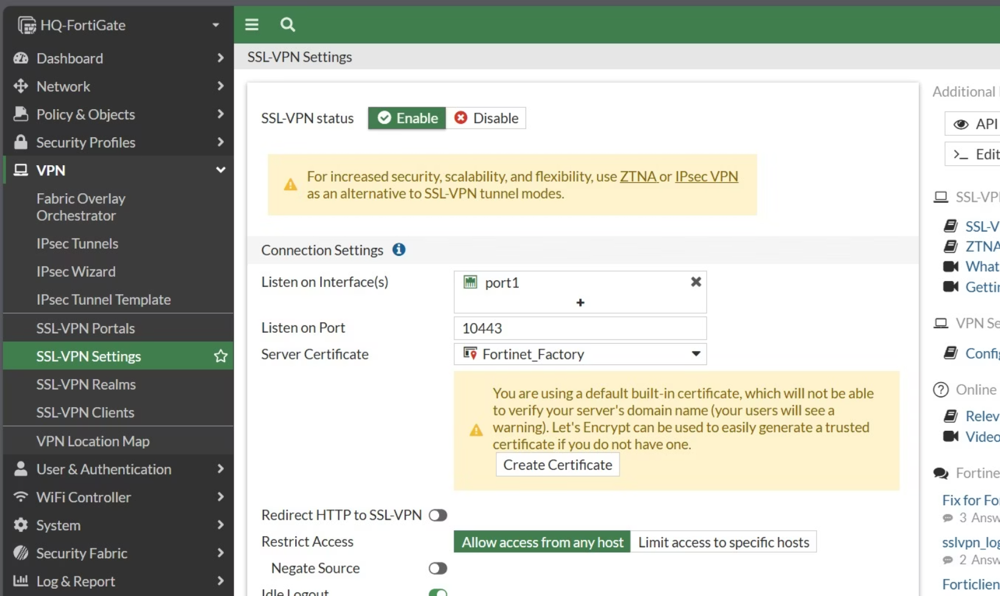 HQ-FortiGate
Dashboard
Network
Policy & Objects
Security Profiles
VPN
Fabric Overlay
Orchestrator
IPsec Tunnels
IPsec Wizard
IPsec Tunnel Template
SSL-VPN Portals
SSL-VPN Settings
SSL-VPN Realms
SSL-VPN Clients
VPN Location Map
User & Authentication
WiFi Controller
System
Security Fabric
Log & Report
SSL-VPN Settings
SSL-VPN status
Enable
Disable
For increased security, scalability, and flexibility, use ZTNA or IPsec VPN
as an alternative to SSL-VPN tunnel modes.
Connection Settings
Listen on Interface(s)
port1
Listen on Port
10443
Server Certificate
Fortinet_Factory
You are using a default built-in certificate, which will not be able
to verify your server's domain name (your users will see a
warning). Let's Encrypt can be used to easily generate a trusted
certificate if you do not have one.
Create Certificate
Redirect HTTP to SSL-VPN
Restrict Access
Allow access from any host
Limit access to specific hosts
Negate Source
Idle Logout
Additional
API
Edit
SSL-VP
SSL-V
ZTNA
What
Gettin
VPN Se
Config
Online
Relev
Video
Fortine
Fix for For
3 Answ
sslvpn_log
2 Answ
Forticlien